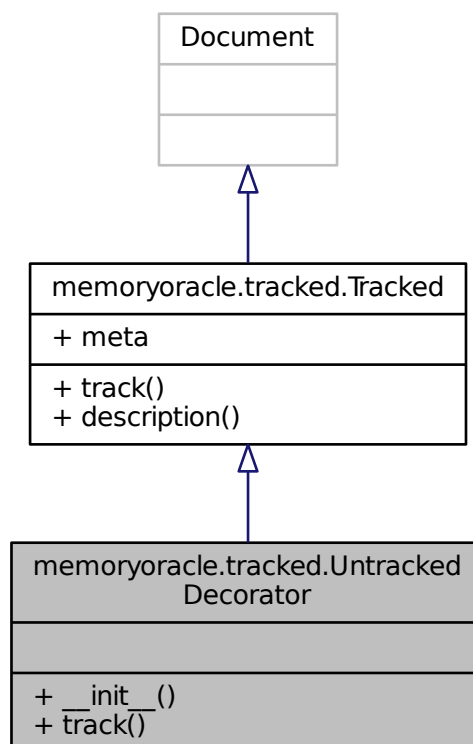 Document
memoryoracle.tracked.Tracked
+ meta
+ track()
+ description()
memoryoracle.tracked.Untracked
Decorator
+ __init__()
+ track()